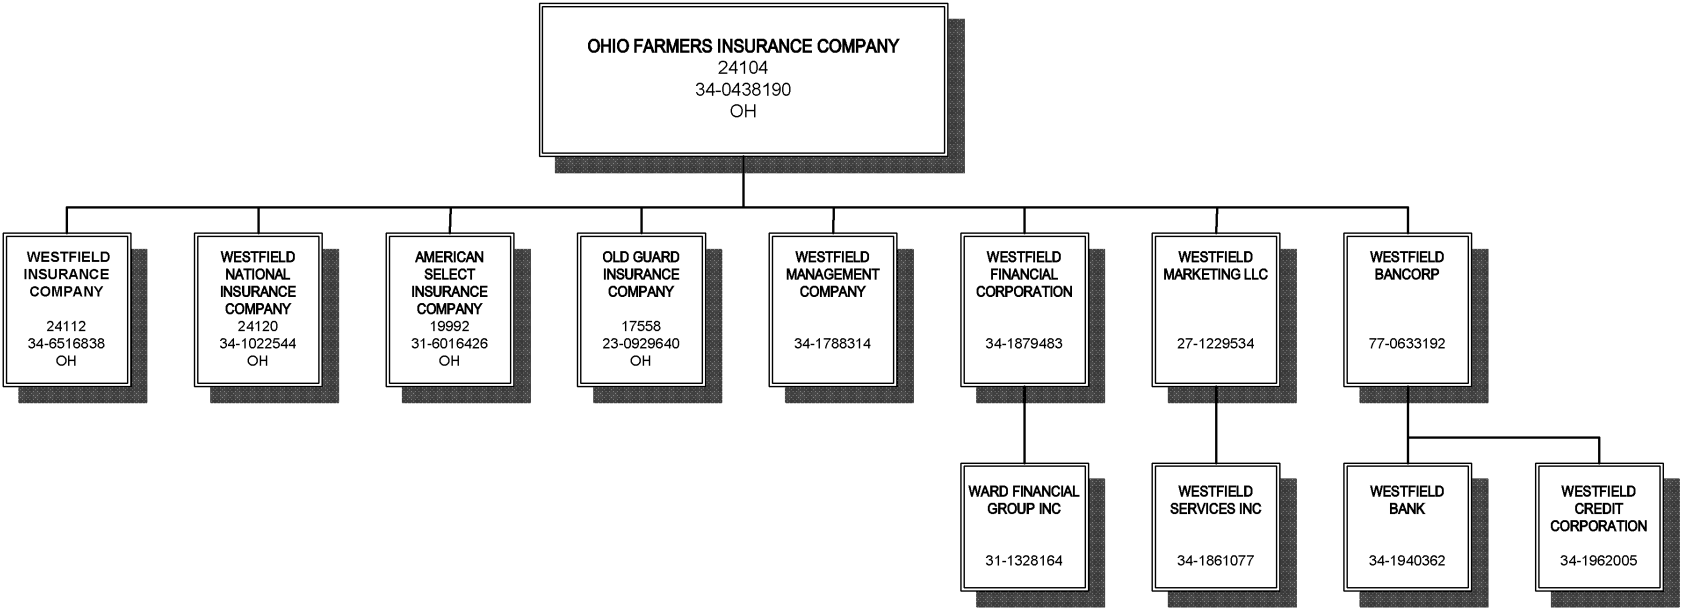 OHIO FARMERS INSURANCE COMPANY
24104
34-0438190
OH
WESTFIELD
INSURANCE
COMPANY
24112
34-6516838
OH
WESTFIELD
NATIONAL
INSURANCE
COMPANY
24120
34-1022544
OH
AMERICAN
SELECT
INSURANCE
COMPANY
19992
31-6016426
OH
OLD GUARD
INSURANCE
COMPANY
17558
23-0929640
OH
WESTFIELD
MANAGEMENT
COMPANY
34-1788314
WESTFIELD
FINANCIAL
CORPORATION
34-1879483
WESTFIELD
MARKETING LLC
27-1229534
WESTFIELD
BANCORP
77-0633192
WARD FINANCIAL
GROUP INC
31-1328164
WESTFIELD
SERVICES INC
34-1861077
WESTFIELD
BANK
34-1940362
WESTFIELD
CREDIT
CORPORATION
34-1962005